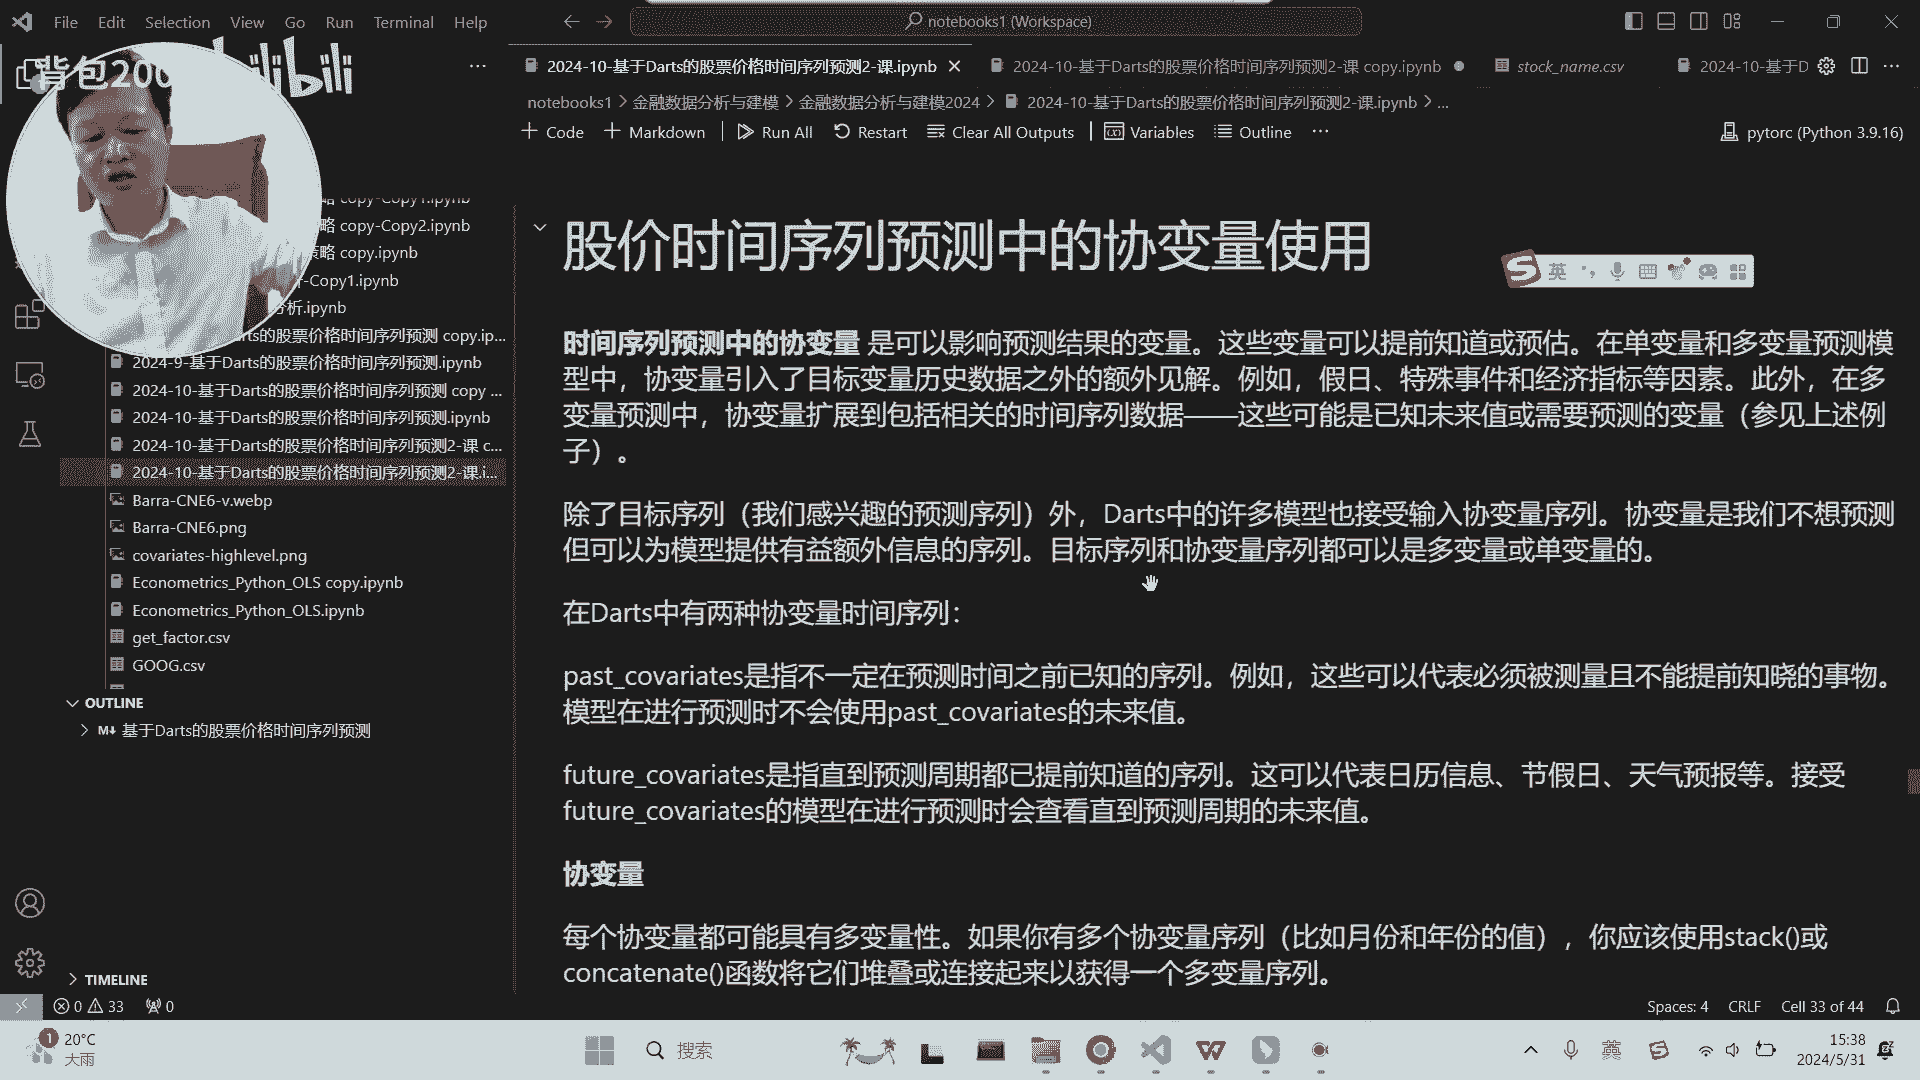 File Edit Selection View Go Run Terminal Help
notebooks1 (Workspace)
背包200
bilibili
2024-10-基于Darts的股票价格时间序列预测2-课.ipynb
2024-10-基于Darts的股票价格时间序列预测2-课 copy.ipynb
stock_name.csv
2024-10-基于D
notebooks1 > 金融数据分析与建模 > 金融数据分析与建模2024 > 2024-10-基于Darts的股票价格时间序列预测2-课.ipynb > ...
Code Markdown Run All Restart Clear All Outputs Variables Outline ...
pytorc (Python 3.9.16)
略 copy-Copy1.ipynb
略 copy-Copy2.ipynb
策略 copy.ipynb
-Copy1.ipynb
分析.ipynb
rts的股票价格时间序列预测 copy.ip...
2024-9-基于Darts的股票价格时间序列预测.ipynb
2024-10-基于Darts的股票价格时间序列预测 copy ...
2024-10-基于Darts的股票价格时间序列预测.ipynb
2024-10-基于Darts的股票价格时间序列预测2-课 c...
2024-10-基于Darts的股票价格时间序列预测2-课.i...
Barra-CNE6-v.webp
Barra-CNE6.png
covariates-highlevel.png
Econometrics_Python_OLS copy.ipynb
Econometrics_Python_OLS.ipynb
get_factor.csv
GOOG.csv
OUTLINE
M↓ 基于Darts的股票价格时间序列预测
TIMELINE
股价时间序列预测中的协变量使用
英
时间序列预测中的协变量 是可以影响预测结果的变量。这些变量可以提前知道或预估。在单变量和多变量预测模
型中，协变量引入了目标变量历史数据之外的额外见解。例如，假日、特殊事件和经济指标等因素。此外，在多
变量预测中，协变量扩展到包括相关的时间序列数据——这些可能是已知未来值或需要预测的变量（参见上述例
子）。
除了目标序列（我们感兴趣的预测序列）外，Darts中的许多模型也接受输入协变量序列。协变量是我们不想预测
但可以为模型提供有益额外信息的序列。目标序列和协变量序列都可以是多变量或单变量的。
在Darts中有两种协变量时间序列：
past_covariates是指不一定在预测时间之前已知的序列。例如，这些可以代表必须被测量且不能提前知晓的事物。
模型在进行预测时不会使用past_covariates的未来值。
future_covariates是指直到预测周期都已提前知道的序列。这可以代表日历信息、节假日、天气预报等。接受
future_covariates的模型在进行预测时会查看直到预测周期的未来值。
协变量
每个协变量都可能具有多变量性。如果你有多个协变量序列（比如月份和年份的值），你应该使用stack()或
concatenate()函数将它们堆叠或连接起来以获得一个多变量序列。
0 33 0
Spaces: 4 CRLF Cell 33 of 44
1
20°C
大雨
搜索
英
15:38
2024/5/31